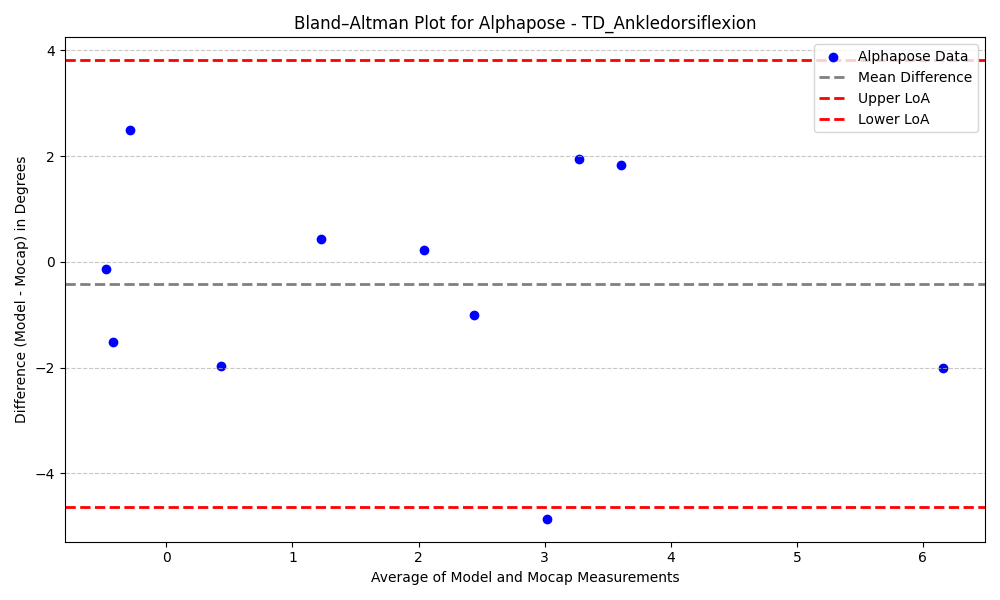 Bland–Altman Plot for Alphapose - TD_Ankledorsiflexion
Alphapose Data
Mean Difference
Upper LoA
Lower LoA
Difference (Model - Mocap) in Degrees
4
2
0
−2
−4
0 1 2 3 4 5 6
Average of Model and Mocap Measurements